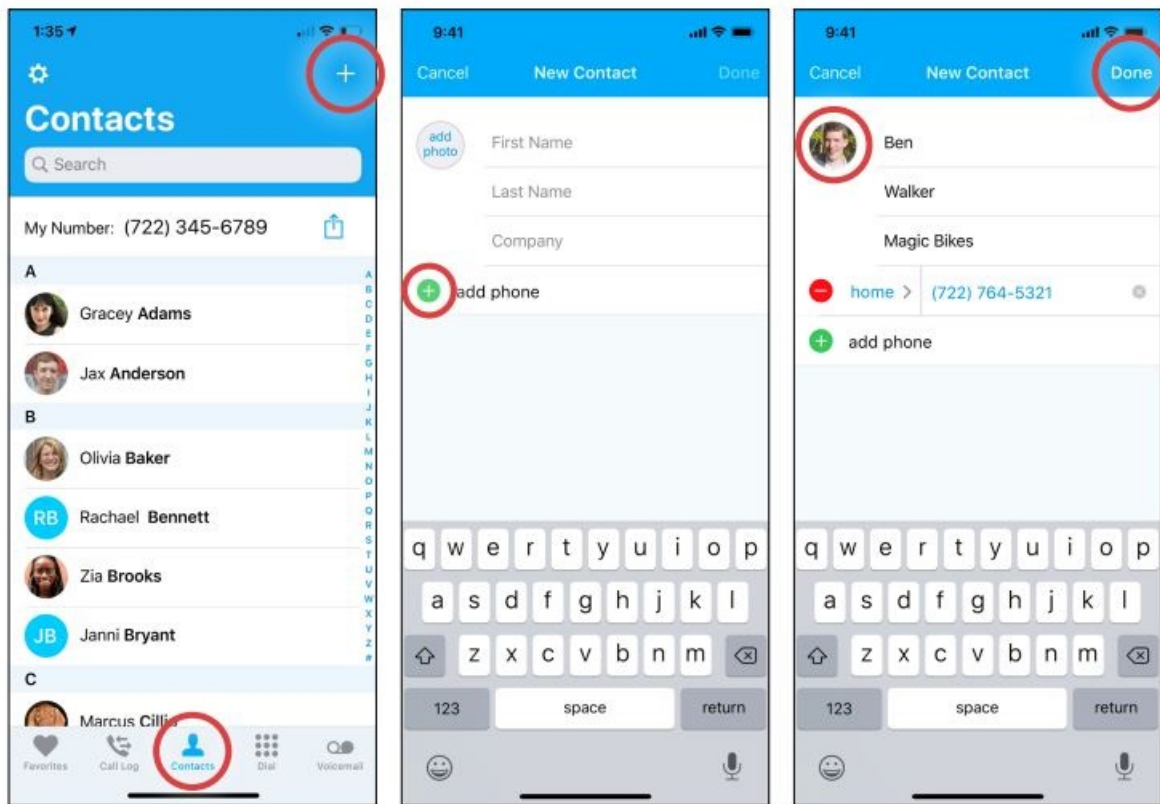 1:35
Contacts
Search
My Number: (722) 345-6789
A
Gracey Adams
Jax Anderson
B
Olivia Baker
RB
Rachael Bennett
Zia Brooks
JB
Janni Bryant
C
Marcus Cillia
A
B
C
D
E
F
G
H
I
J
K
L
M
N
O
P
Q
R
S
T
U
V
W
X
Y
Z
#
Favorites
Call Log
Contacts
Dial
Voicemail
9:41
Cancel New Contact Done
add
photo
First Name
Last Name
Company
add phone
q w e r t y u i o p
a s d f g h j k l
z x c v b n m
123 space return
9:41
Cancel New Contact Done
Ben
Walker
Magic Bikes
home (722) 764-5321
add phone
q w e r t y u i o p
a s d f g h j k l
z x c v b n m
123 space return